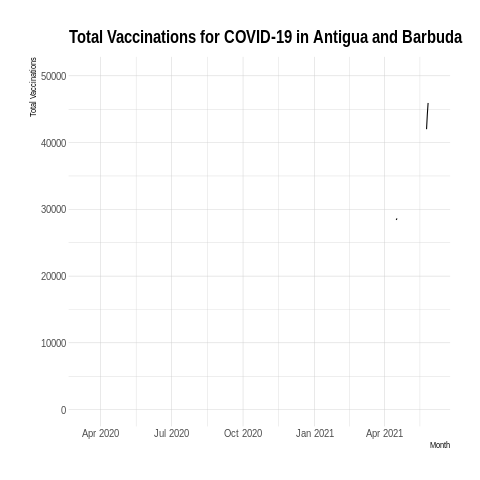 Total Vaccinations for COVID-19 in Antigua and Barbuda
Total Vaccinations
50000
40000
30000
20000
10000
0
Apr 2020 Jul 2020 Oct 2020 Jan 2021 Apr 2021
Month